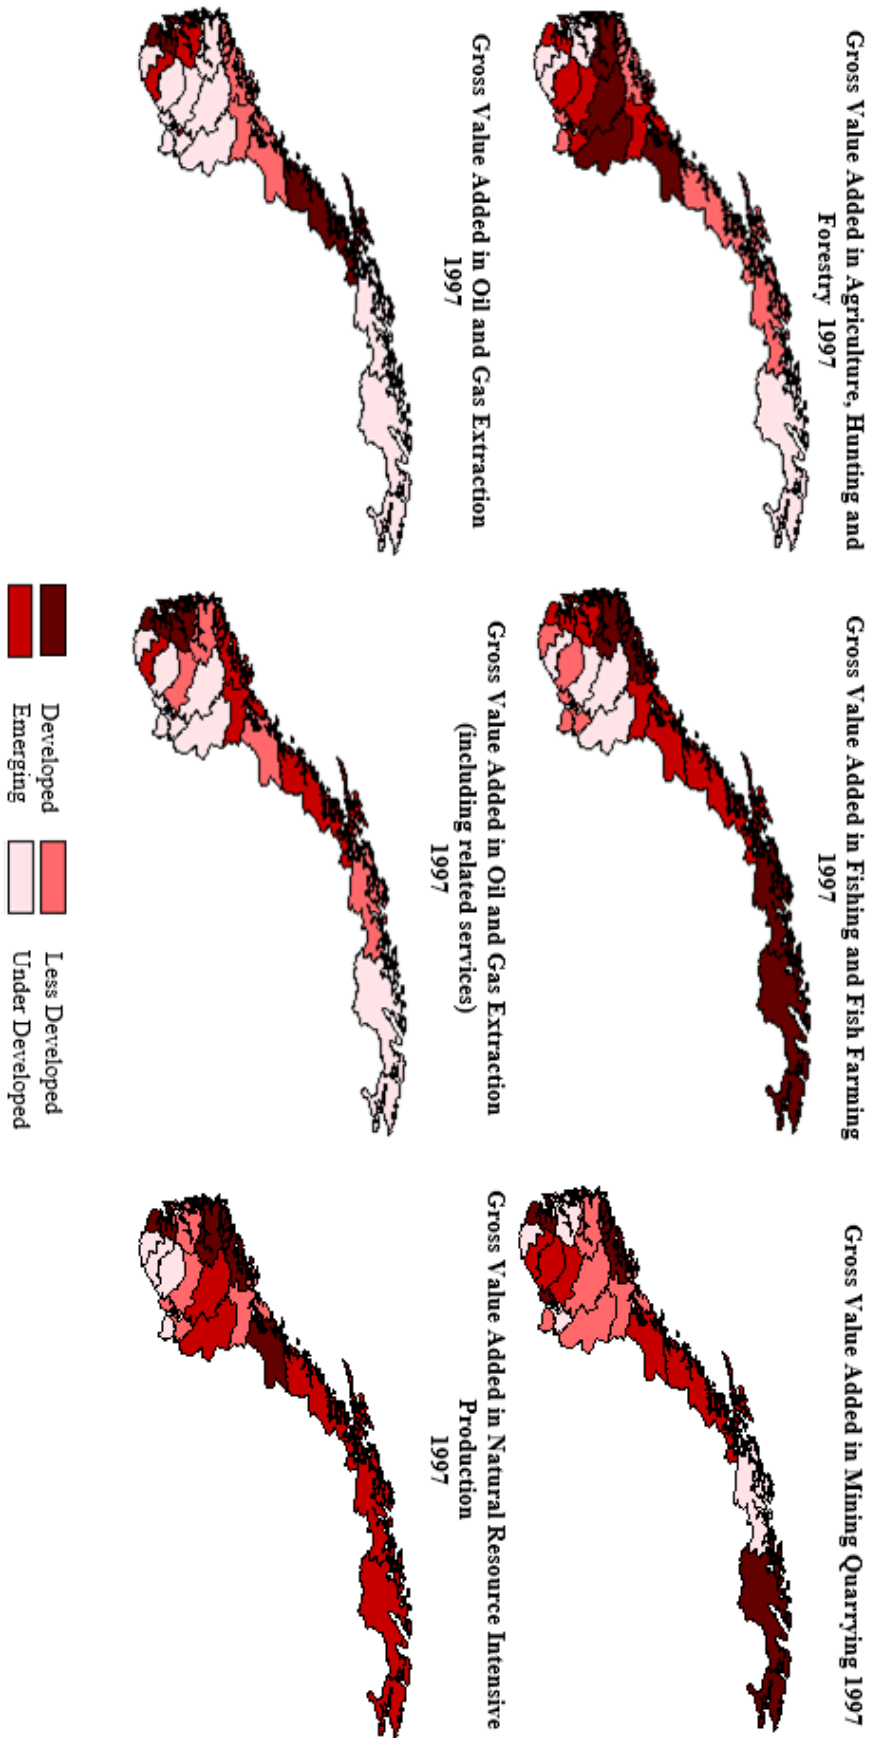 Gross Value Added in Agriculture, Hunting and
Forestry 1997
Gross Value Added in Fishing and Fish Farming
1997
Gross Value Added in Mining Quarrying 1997
Gross Value Added in Oil and Gas Extraction
1997
Gross Value Added in Oil and Gas Extraction
(including related services)
1997
Gross Value Added in Natural Resource Intensive
Production
1997
Developed
Less Developed
Emerging
Under Developed